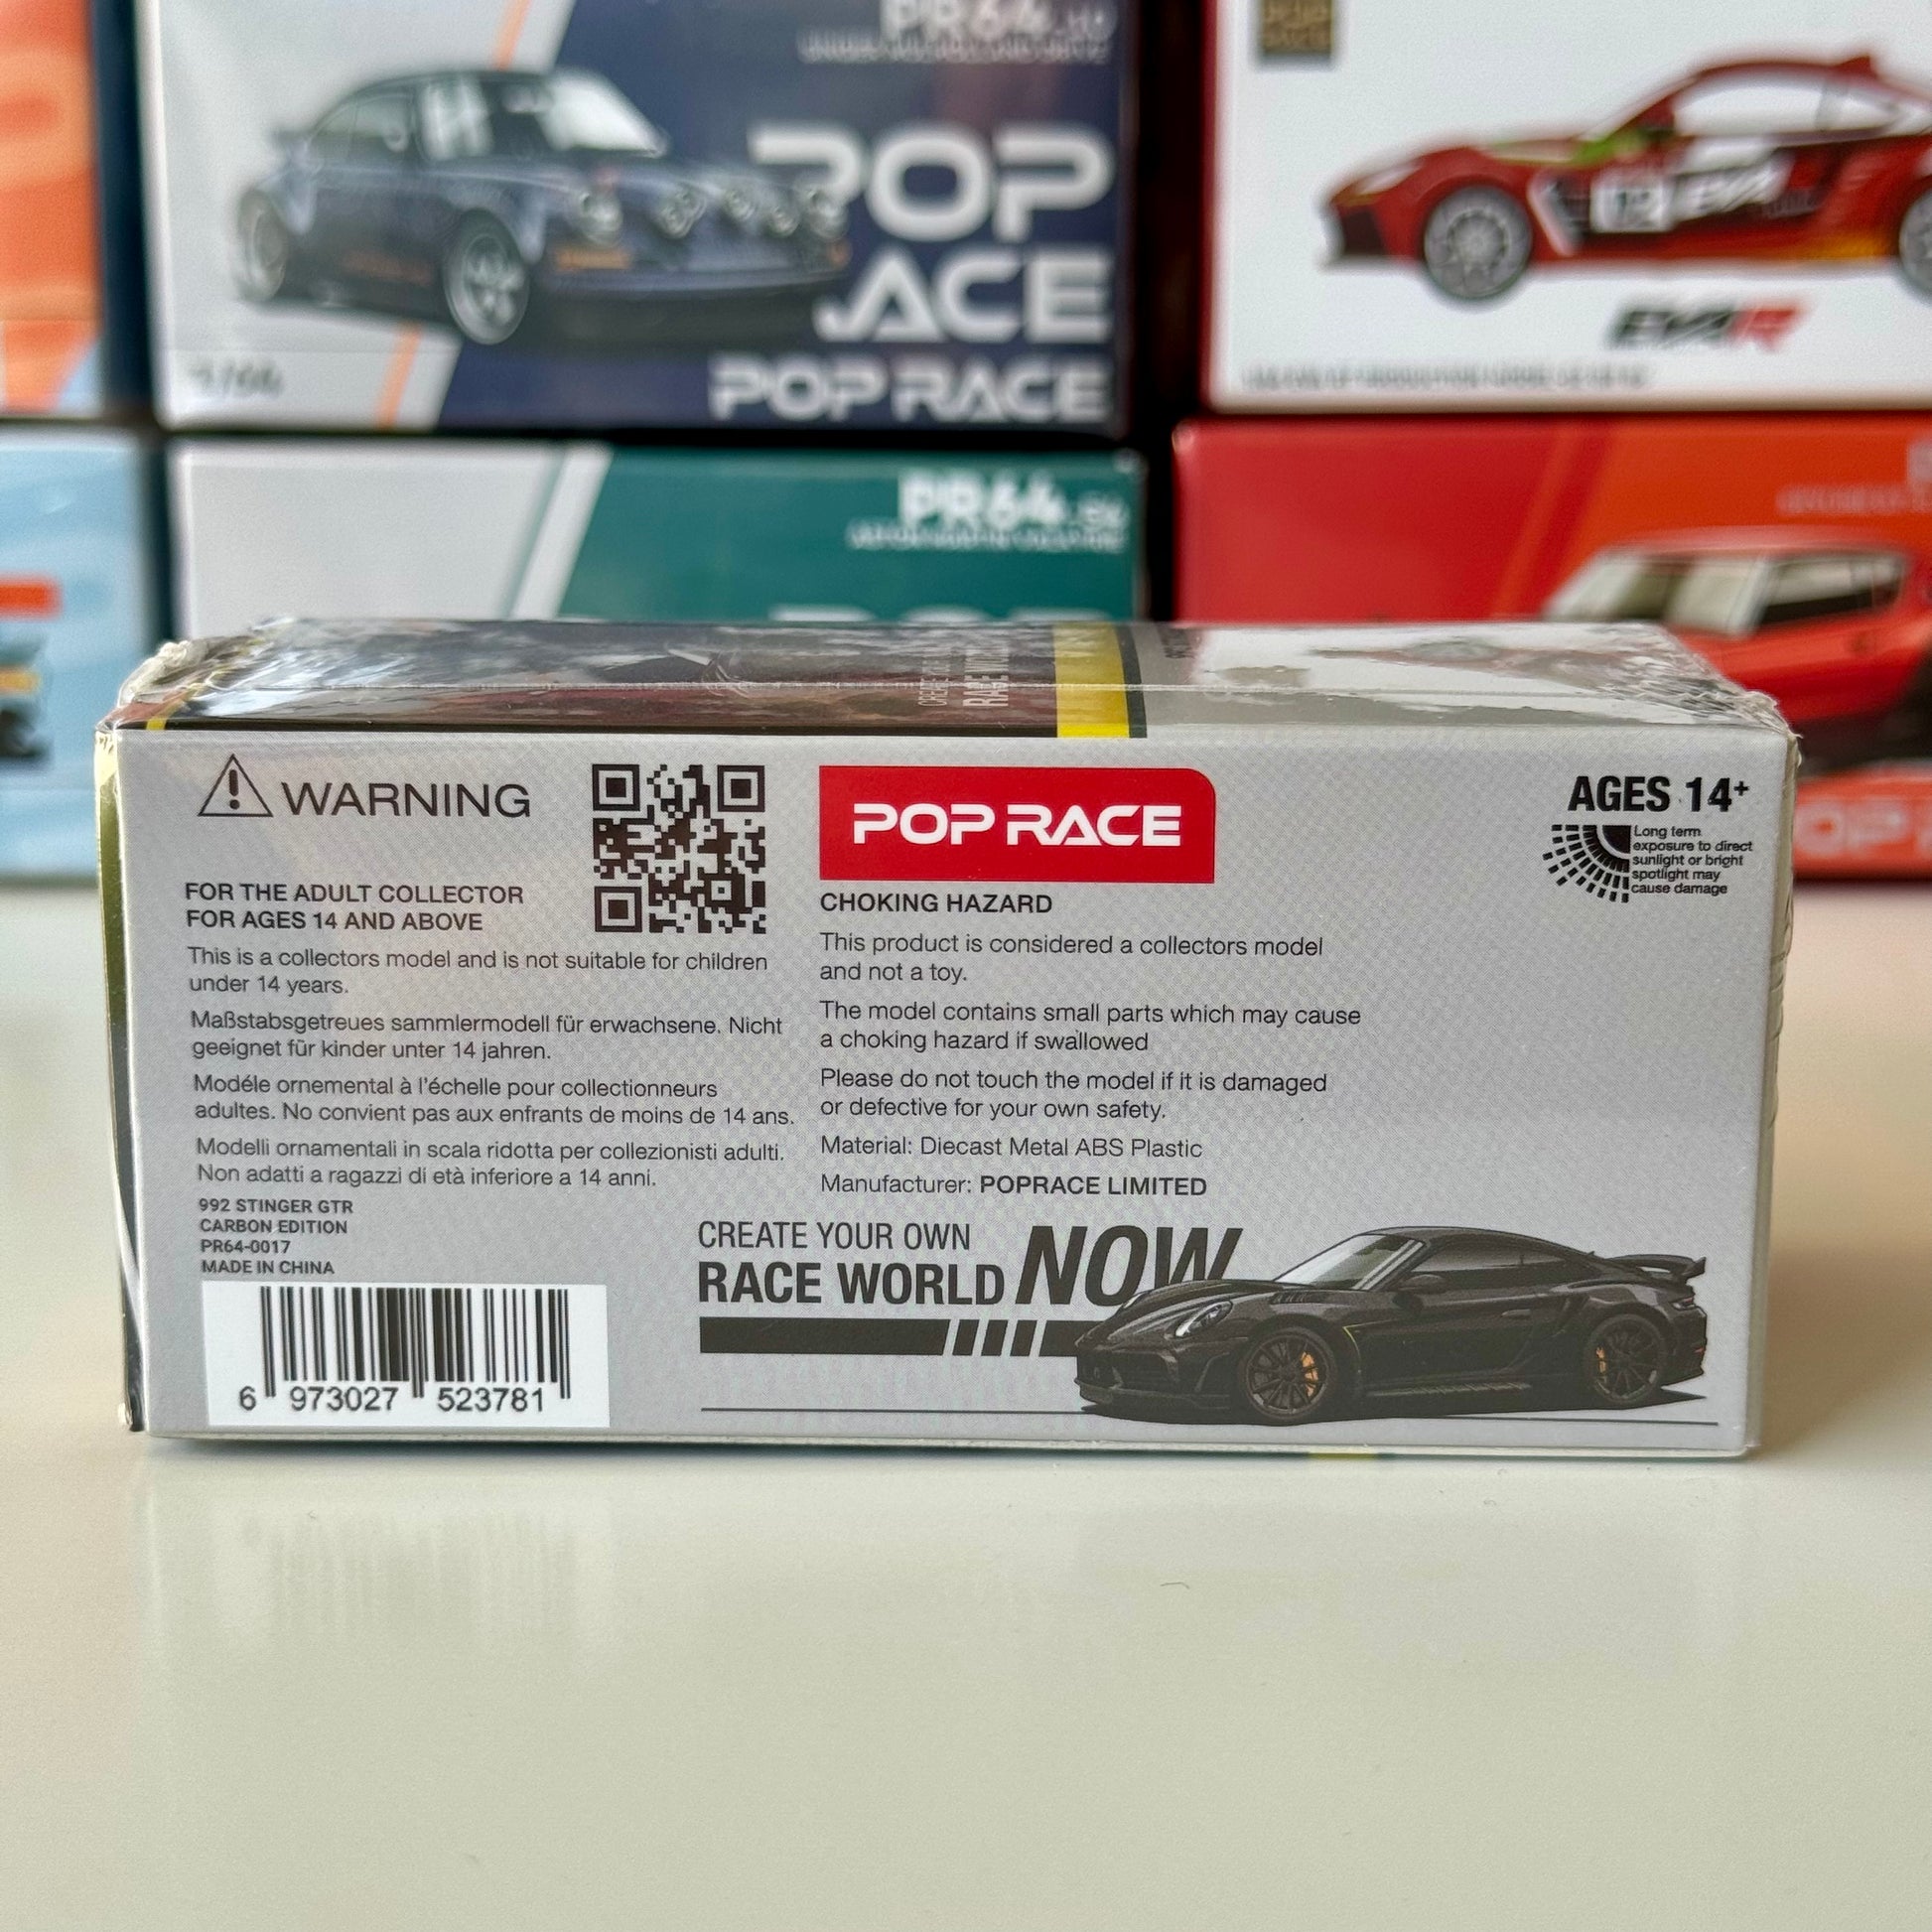 POP
ACE
POP RACE
PR64
EVAR
WARNING
FOR THE ADULT COLLECTOR
FOR AGES 14 AND ABOVE
This is a collectors model and is not suitable for children
under 14 years.
Maßstabsgetreues sammlermodell für erwachsene. Nicht
geeignet für kinder unter 14 jahren.
Modéle ornemental à l'échelle pour collectionneurs
adultes. No convient pas aux enfrants de moins de 14 ans.
Modelli ornamentali in scala ridotta per collezionisti adulti.
Non adatti a ragazzi di età inferiore a 14 anni.
992 STINGER GTR
CARBON EDITION
PR64-0017
MADE IN CHINA
6 973027 523781
POP RACE
CHOKING HAZARD
This product is considered a collectors model
and not a toy.
The model contains small parts which may cause
a choking hazard if swallowed
Please do not touch the model if it is damaged
or defective for your own safety.
Material: Diecast Metal ABS Plastic
Manufacturer: POPRACE LIMITED
CREATE YOUR OWN
RACE WORLD NOW
AGES 14+
Long term
exposure to direct
sunlight or bright
spotlight may
cause damage